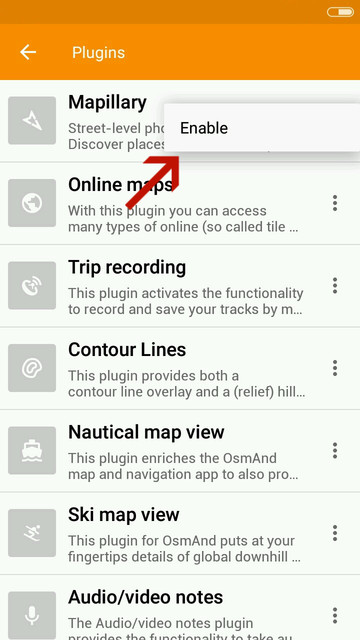 Plugins
Mapillary
Enable
Street-level pho
Discover places
Online maps
With this plugin you can access
many types of online (so called tile ...
Trip recording
This plugin activates the functionality
to record and save your tracks by m...
Contour Lines
This plugin provides both a
contour line overlay and a (relief) hill...
Nautical map view
This plugin enriches the OsmAnd
map and navigation app to also pro...
Ski map view
This plugin for OsmAnd puts at your
fingertips details of global downhill ...
Audio/video notes
The Audio/video notes plugin
provides the functionality to take au